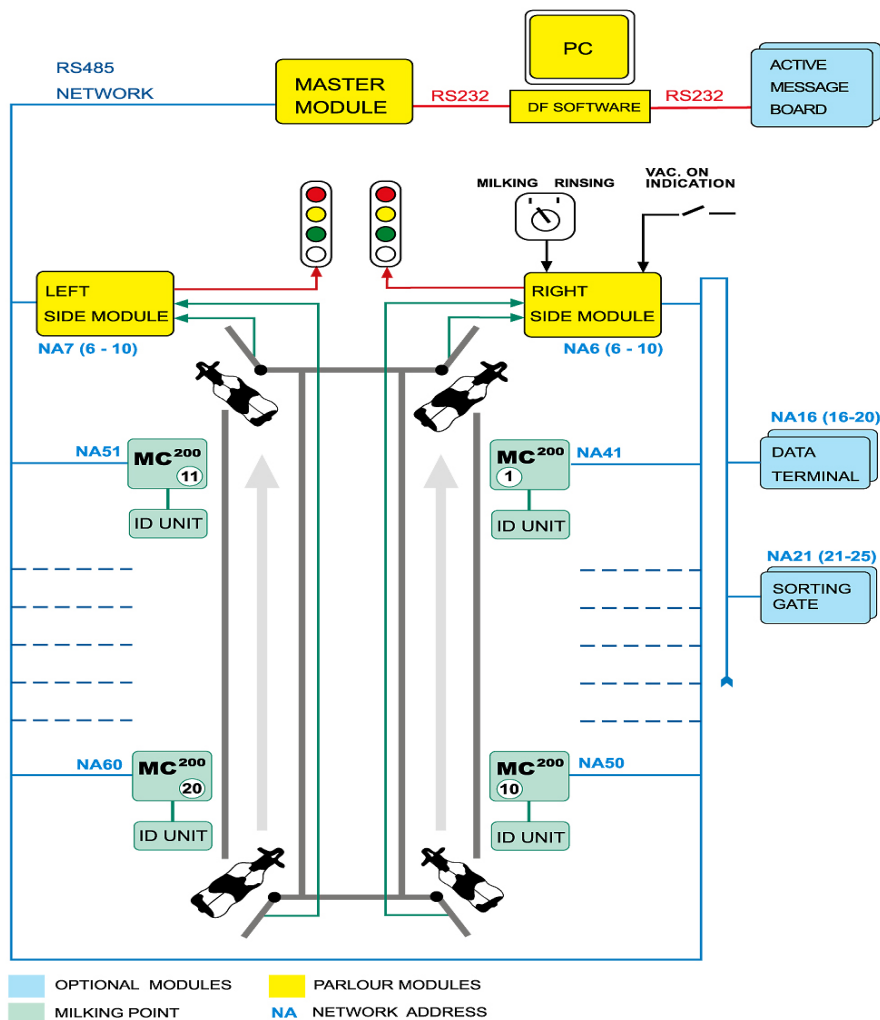 RS485
NETWORK
MASTER
MODULE
RS232
PC
DF SOFTWARE
RS232
ACTIVE
MESSAGE
BOARD
MILKING RINSING
VAC. ON
INDICATION
LEFT
SIDE MODULE
NA7 (6 - 10)
RIGHT
SIDE MODULE
NA6 (6 - 10)
NA16 (16-20)
DATA
TERMINAL
NA51
MC200
11
ID UNIT
MC200
1
NA41
ID UNIT
NA21 (21-25)
SORTING
GATE
NA60
MC200
20
ID UNIT
MC200
10
NA50
ID UNIT
OPTIONAL MODULES
PARLOUR MODULES
MILKING POINT
NA NETWORK ADDRESS